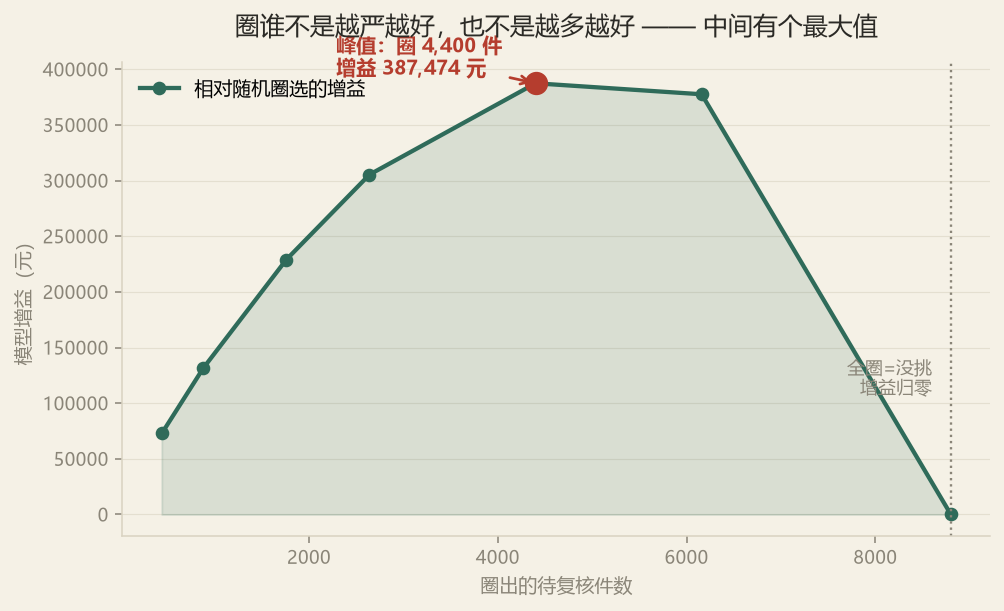 圈谁不是越严越好，也不是越多越好 —— 中间有个最大值
峰值：圈 4,400 件
增益 387,474 元
相对随机圈选的增益
模型增益（元）
400000
350000
300000
250000
200000
150000
100000
50000
0
全圈=没挑
增益归零
2000
4000
6000
8000
圈出的待复核件数